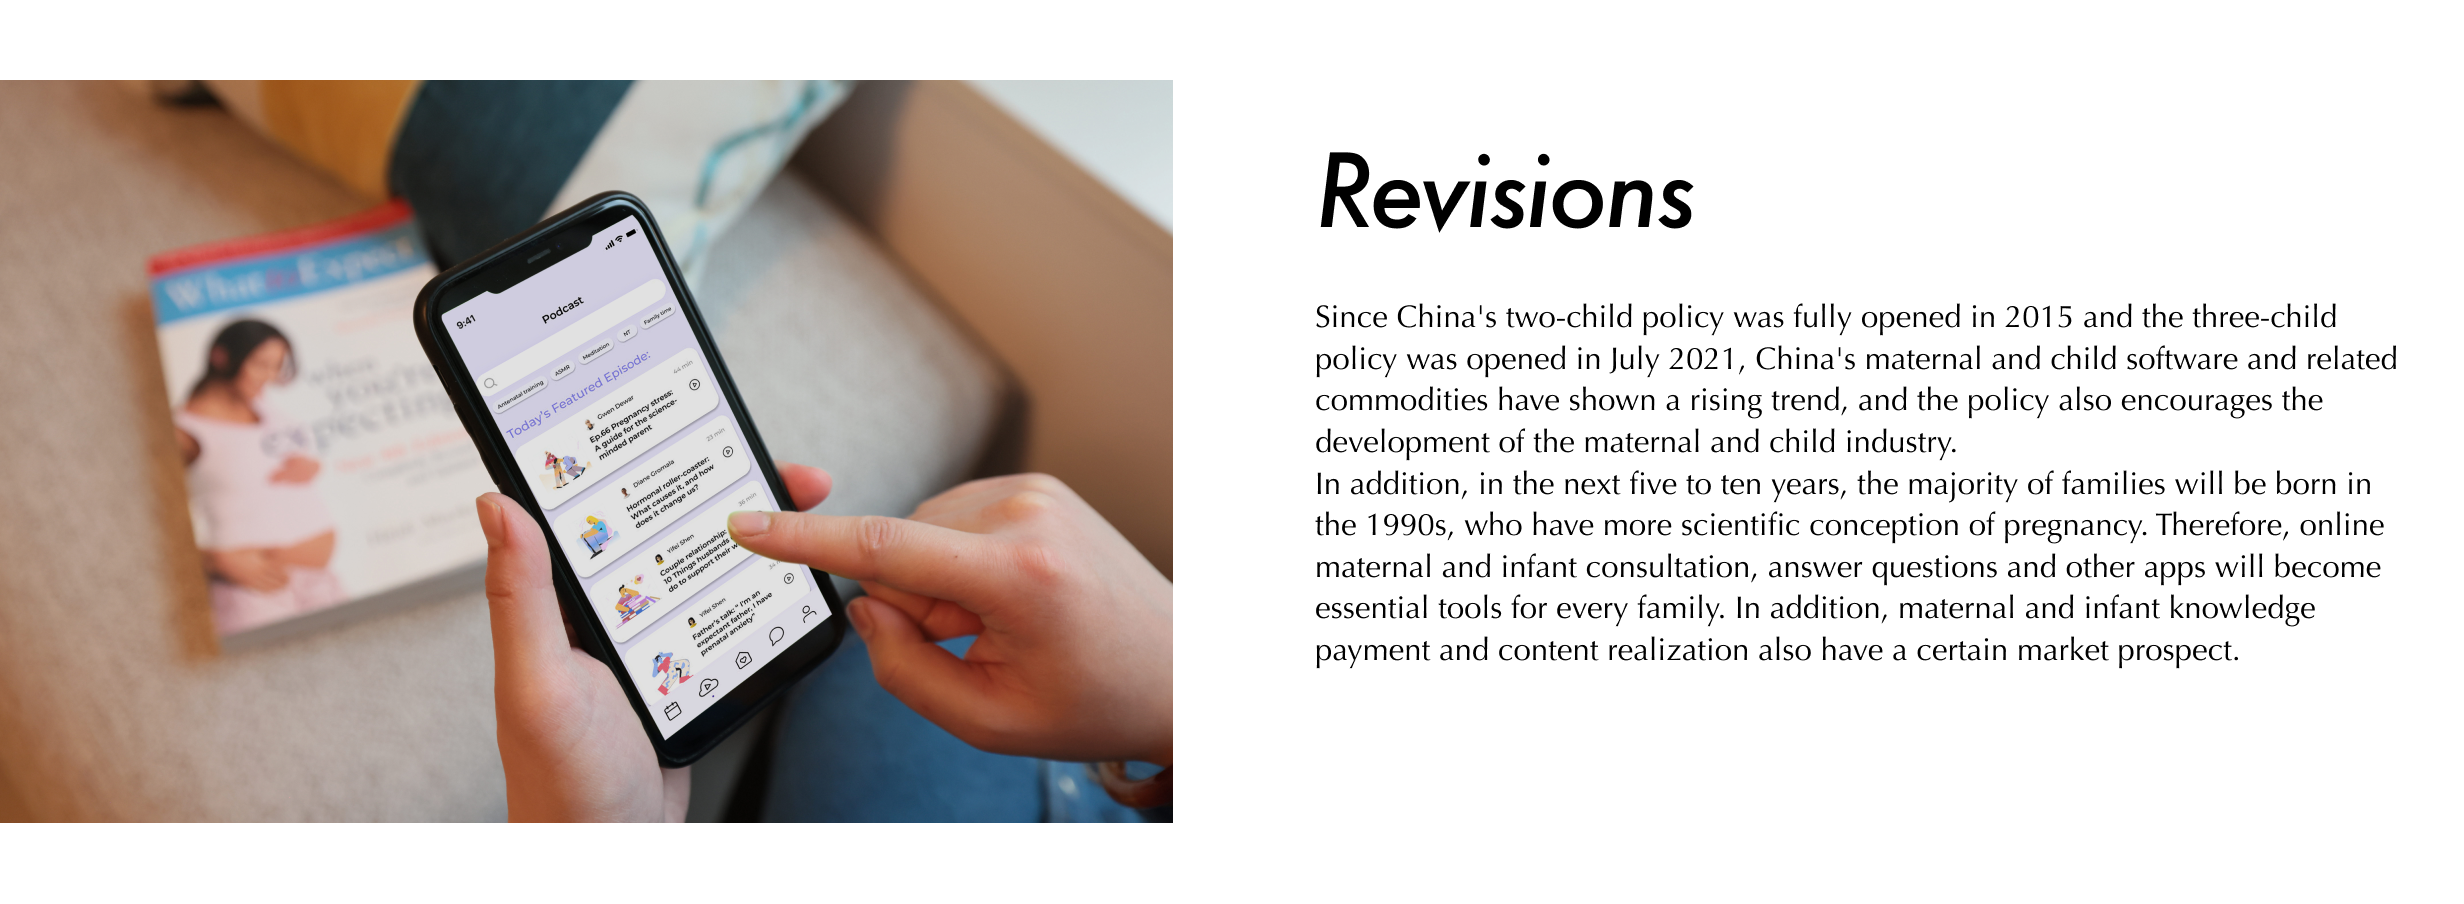 What to Expect
when
you're
expecting
9:41
Podcast
Antenatal training
ASMR
Meditation
NT
Family time
Today's Featured Episode:
44 min
Gwen Dewar
Ep.66 Pregnancy stress:
A guide for the science-
minded parent
23 min
Diane Gromala
Hormonal roller-coaster:
What causes it, and how
does it change us?
36 min
Yifei Shen
Couple relationship:
10 Things husbands
do to support their
Yifei Shen
Father's talk: " I'm an
expectant father, I have
prenatal anxiety"
Revisions
Since China's two-child policy was fully opened in 2015 and the three-child
policy was opened in July 2021, China's maternal and child software and related
commodities have shown a rising trend, and the policy also encourages the
development of the maternal and child industry.
In addition, in the next five to ten years, the majority of families will be born in
the 1990s, who have more scientific conception of pregnancy. Therefore, online
maternal and infant consultation, answer questions and other apps will become
essential tools for every family. In addition, maternal and infant knowledge
payment and content realization also have a certain market prospect.